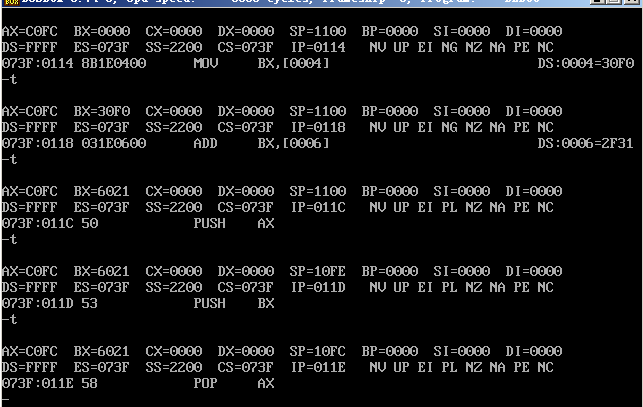 AX=C0FC BX=0000 CX=0000 DX=0000 SP=1100 BP=0000 SI=0000 DI=0000
DS=FFFF ES=073F SS=2200 CS=073F IP=0114 NV UP EI NG NZ NA PE NC
073F:0114 8B1E0400 MOV BX,[0004] DS:0004=30F0
-t
AX=C0FC BX=30F0 CX=0000 DX=0000 SP=1100 BP=0000 SI=0000 DI=0000
DS=FFFF ES=073F SS=2200 CS=073F IP=0118 NV UP EI NG NZ NA PE NC
073F:0118 031E0600 ADD BX,[0006] DS:0006=2F31
-t
AX=C0FC BX=6021 CX=0000 DX=0000 SP=1100 BP=0000 SI=0000 DI=0000
DS=FFFF ES=073F SS=2200 CS=073F IP=011C NV UP EI PL NZ NA PE NC
073F:011C 50 PUSH AX
-t
AX=C0FC BX=6021 CX=0000 DX=0000 SP=10FE BP=0000 SI=0000 DI=0000
DS=FFFF ES=073F SS=2200 CS=073F IP=011D NV UP EI PL NZ NA PE NC
073F:011D 53 PUSH BX
-t
AX=C0FC BX=6021 CX=0000 DX=0000 SP=10FC BP=0000 SI=0000 DI=0000
DS=FFFF ES=073F SS=2200 CS=073F IP=011E NV UP EI PL NZ NA PE NC
073F:011E 58 POP AX
-